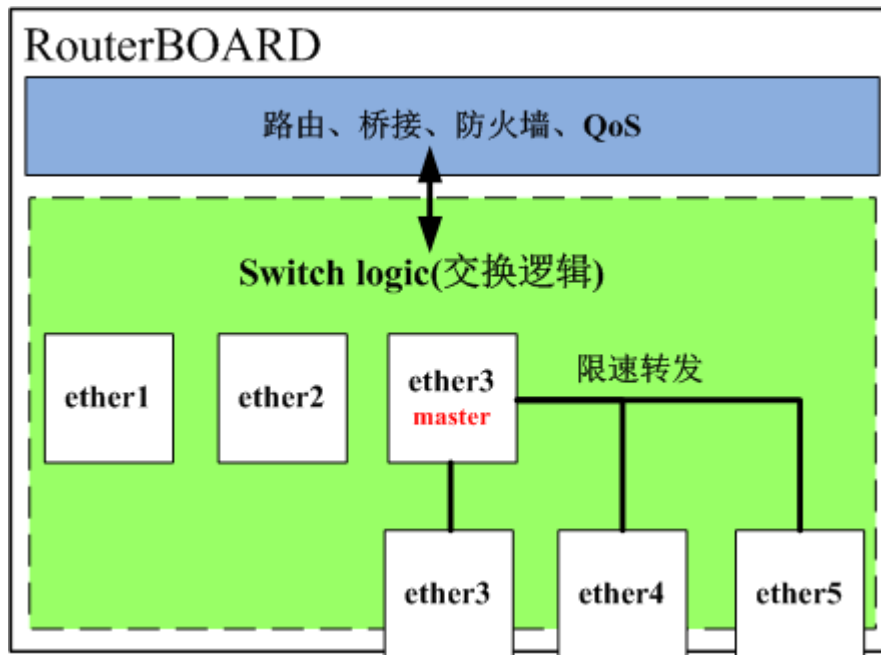 RouterBOARD
路由、桥接、防火墙、QoS
Switch logic(交换逻辑)
ether1
ether2
ether3
master
限速转发
ether3
ether4
ether5